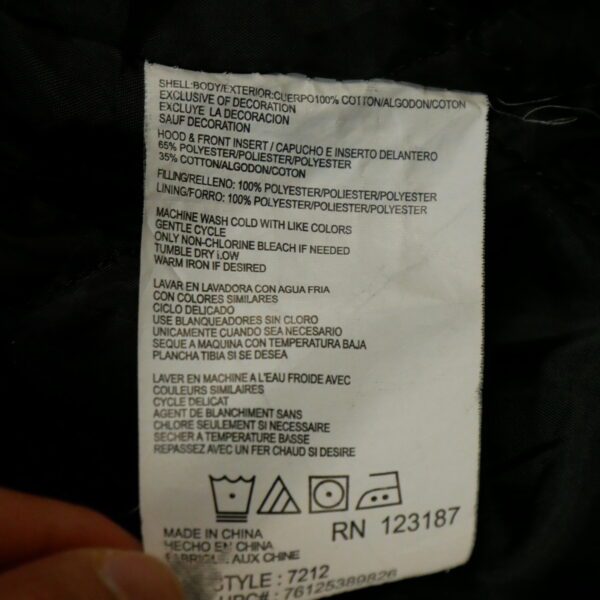 SHELL:BODY/EXTERIOR:CUERPO100% COTTON/ALGODON/COTON
EXCLUSIVE OF DECORATION
EXCLUYE LA DECORACION
SAUF DECORATION
HOOD & FRONT INSERT / CAPUCHO E INSERTO DELANTERO
65% POLYESTER/POLIESTER/POLYESTER
35% COTTON/ALGODON/COTON
FILLING/RELLENO: 100% POLYESTER/POLIESTER/POLYESTER
LINING/FORRO: 100% POLYESTER/POLIESTER/POLYESTER
MACHINE WASH COLD WITH LIKE COLORS
GENTLE CYCLE
ONLY NON-CHLORINE BLEACH IF NEEDED
TUMBLE DRY LOW
WARM IRON IF DESIRED
LAVAR EN LAVADORA CON AGUA FRIA
CON COLORES SIMILARES
CICLO DELICADO
USE BLANQUEADORES SIN CLORO
UNICAMENTE CUANDO SEA NECESARIO
SEQUE A MAQUINA CON TEMPERATURA BAJA
PLANCHA TIBIA SI SE DESEA
LAVER EN MACHINE A L'EAU FROIDE AVEC
COULEURS SIMILAIRES
CYCLE DELICAT
AGENT DE BLANCHIMENT SANS
CHLORE SEULEMENT SI NECESSAIRE
SECHER A TEMPERATURE BASSE
REPASSEZ AVEC UN FER CHAUD SI DESIRE
RN 123187
MADE IN CHINA
HECHO EN CHINA
FABRIQUE AUX CHINE
STYLE : 7212
UPC# : 76125389826